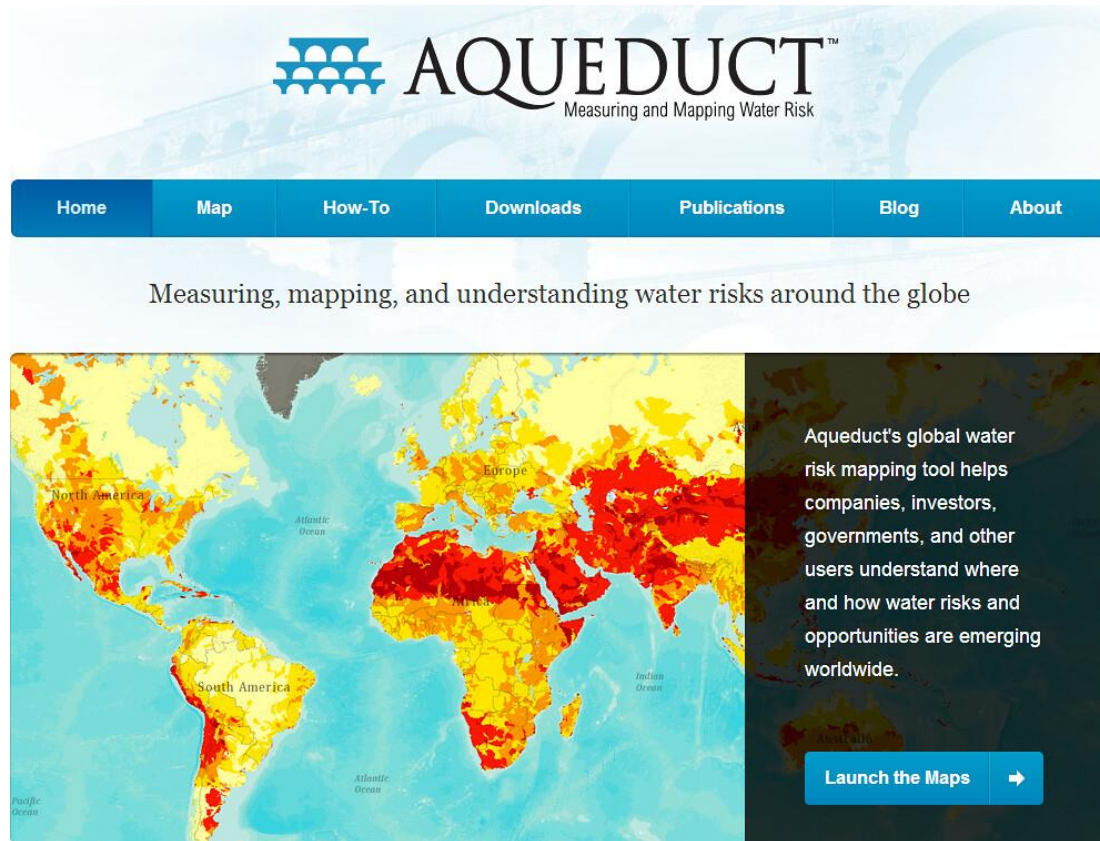 AQUEDUCT™
Measuring and Mapping Water Risk
Home Map How-To Downloads Publications Blog About
Measuring, mapping, and understanding water risks around the globe
North America
Atlantic
Ocean
Europe
As
Africa
South America
Indian
Ocean
Atlantic
Ocean
Pacific
Ocean
Australia
Aqueduct's global water
risk mapping tool helps
companies, investors,
governments, and other
users understand where
and how water risks and
opportunities are emerging
worldwide.
Launch the Maps